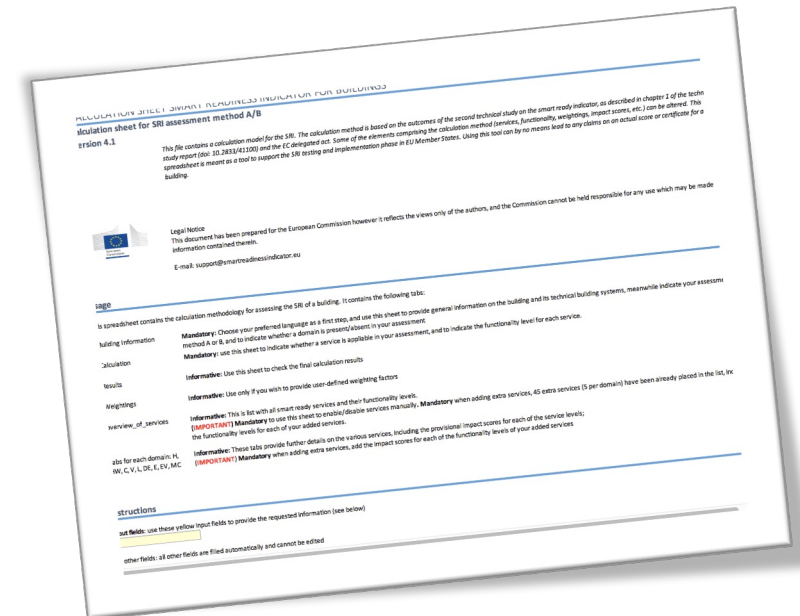 CALCULATION SHEET SMART READINESS INDICATOR FOR BUILDINGS
alculation sheet for SRI assessment method A/B
ersion 4.1
This file contains a calculation model for the SRI. The calculation method is based on the outcomes of the second technical study on the smart ready indicator, as described in chapter 1 of the techn
study report (doi: 10.2833/41100) and the EC delegated act. Some of the elements comprising the calculation method (services, functionality, weightings, impact scores, etc.) can be altered. This
spreadsheet is meant as a tool to support the SRI testing and implementation phase in EU Member States. Using this tool can by no means lead to any claims on an actual score or certificate for a
building.
Legal Notice
This document has been prepared for the European Commission however it reflects the views only of the authors, and the Commission cannot be held responsible for any use which may be made
information contained therein.
E-mail: support@smartreadinessindicator.eu
sage
is spreadsheet contains the calculation methodology for assessing the SRI of a building. It contains the following tabs:
uilding Information
Mandatory: Choose your preferred language as a first step, and use this sheet to provide general information on the building and its technical building systems, meanwhile indicate your assessme
method A or B, and to indicate whether a domain is present/absent in your assessment
alculation
Mandatory: use this sheet to indicate whether a service is appliable in your assessment, and to indicate the functionality level for each service.
esults
Informative: Use this sheet to check the final calculation results
Weightings
Informative: Use only if you wish to provide user-defined weighting factors
verview_of_services
Informative: This is list with all smart ready services and their functionality levels.
(IMPORTANT) Mandatory to use this sheet to enable/disable services manually. Mandatory when adding extra services, 45 extra services (5 per domain) have been already placed in the list, inc
the functionality levels for each of your added services.
abs for each domain: H,
W, C, V, L, DE, E, EV, MC
Informative: These tabs provide further details on the various services, including the provisional impact scores for each of the service levels;
(IMPORTANT) Mandatory when adding extra services, add the impact scores for each of the functionality levels of your added services
structions
put fields: use these yellow input fields to provide the requested information (see below)
other fields: all other fields are filled automatically and cannot be edited